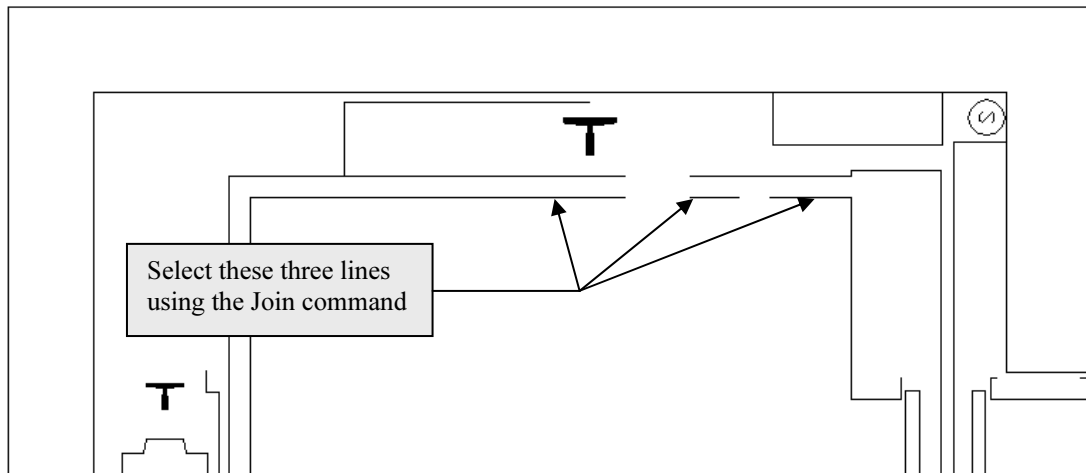 Select these three lines
using the Join command
S